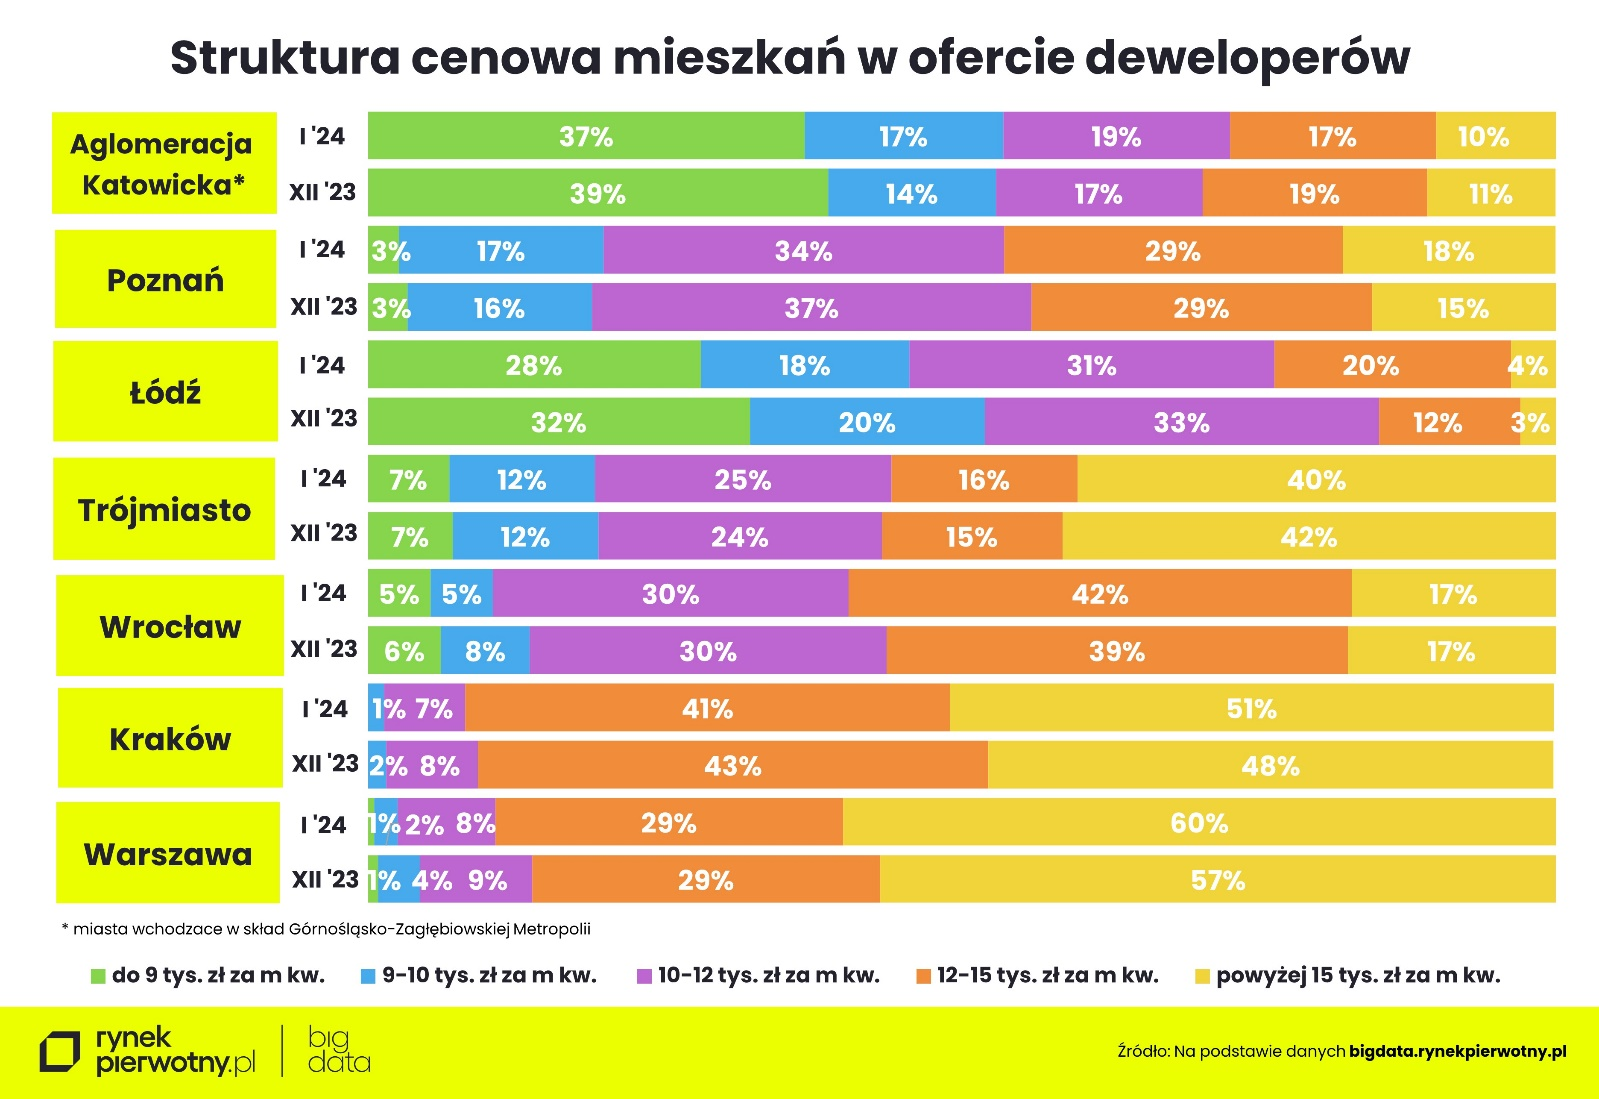 Struktura cenowa mieszkań w ofercie deweloperów
Aglomeracja
Katowicka*
I '24
37% 17% 19% 17% 10%
XII '23
39% 14% 17% 19% 11%
Poznań
I '24
3% 17% 34% 29% 18%
XII '23
3% 16% 37% 29% 15%
Łódź
I '24
28% 18% 31% 20% 4%
XII '23
32% 20% 33% 12% 3%
Trójmiasto
I '24
7% 12% 25% 16% 40%
XII '23
7% 12% 24% 15% 42%
Wrocław
I '24
5% 5% 30% 42% 17%
XII '23
6% 8% 30% 39% 17%
Kraków
I '24
1% 7% 41% 51%
XII '23
2% 8% 43% 48%
Warszawa
I '24
1% 2% 8% 29% 60%
XII '23
1% 4% 9% 29% 57%
* miasta wchodzace w skład Górnośląsko-Zagłębiowskiej Metropolii
do 9 tys. zł za m kw. 9-10 tys. zł za m kw. 10-12 tys. zł za m kw. 12-15 tys. zł za m kw. powyżej 15 tys. zł za m kw.
rynek
pierwotny.pl
big
data
Źródło: Na podstawie danych bigdata.rynekpierwotny.pl